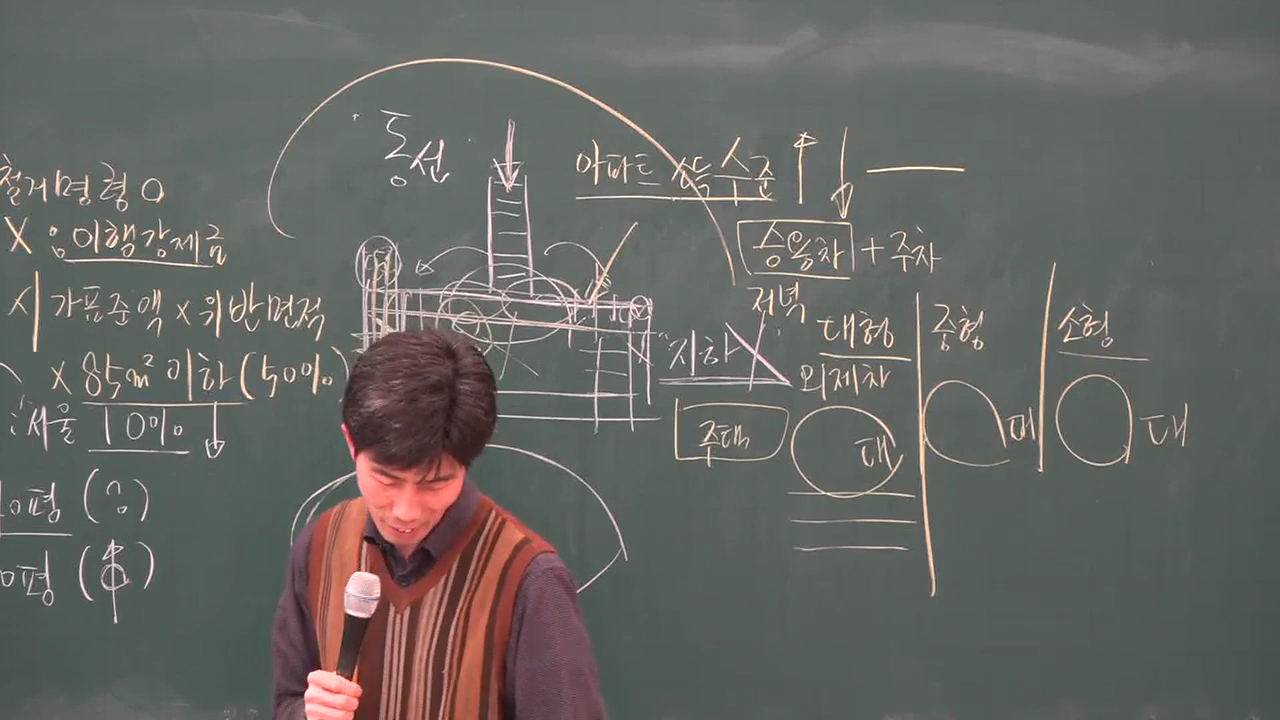 철거명령 O
X 이행강제금
시가표준액 x 위반면적
x 85m² 이하 (50%)
서울 10% ↓
평 (
평 (
동선
아파트 수준 ↑ ↓ —
승용차 + 주차
저녁
지하
주택
대형
외제차
대
중형
대
소형
대